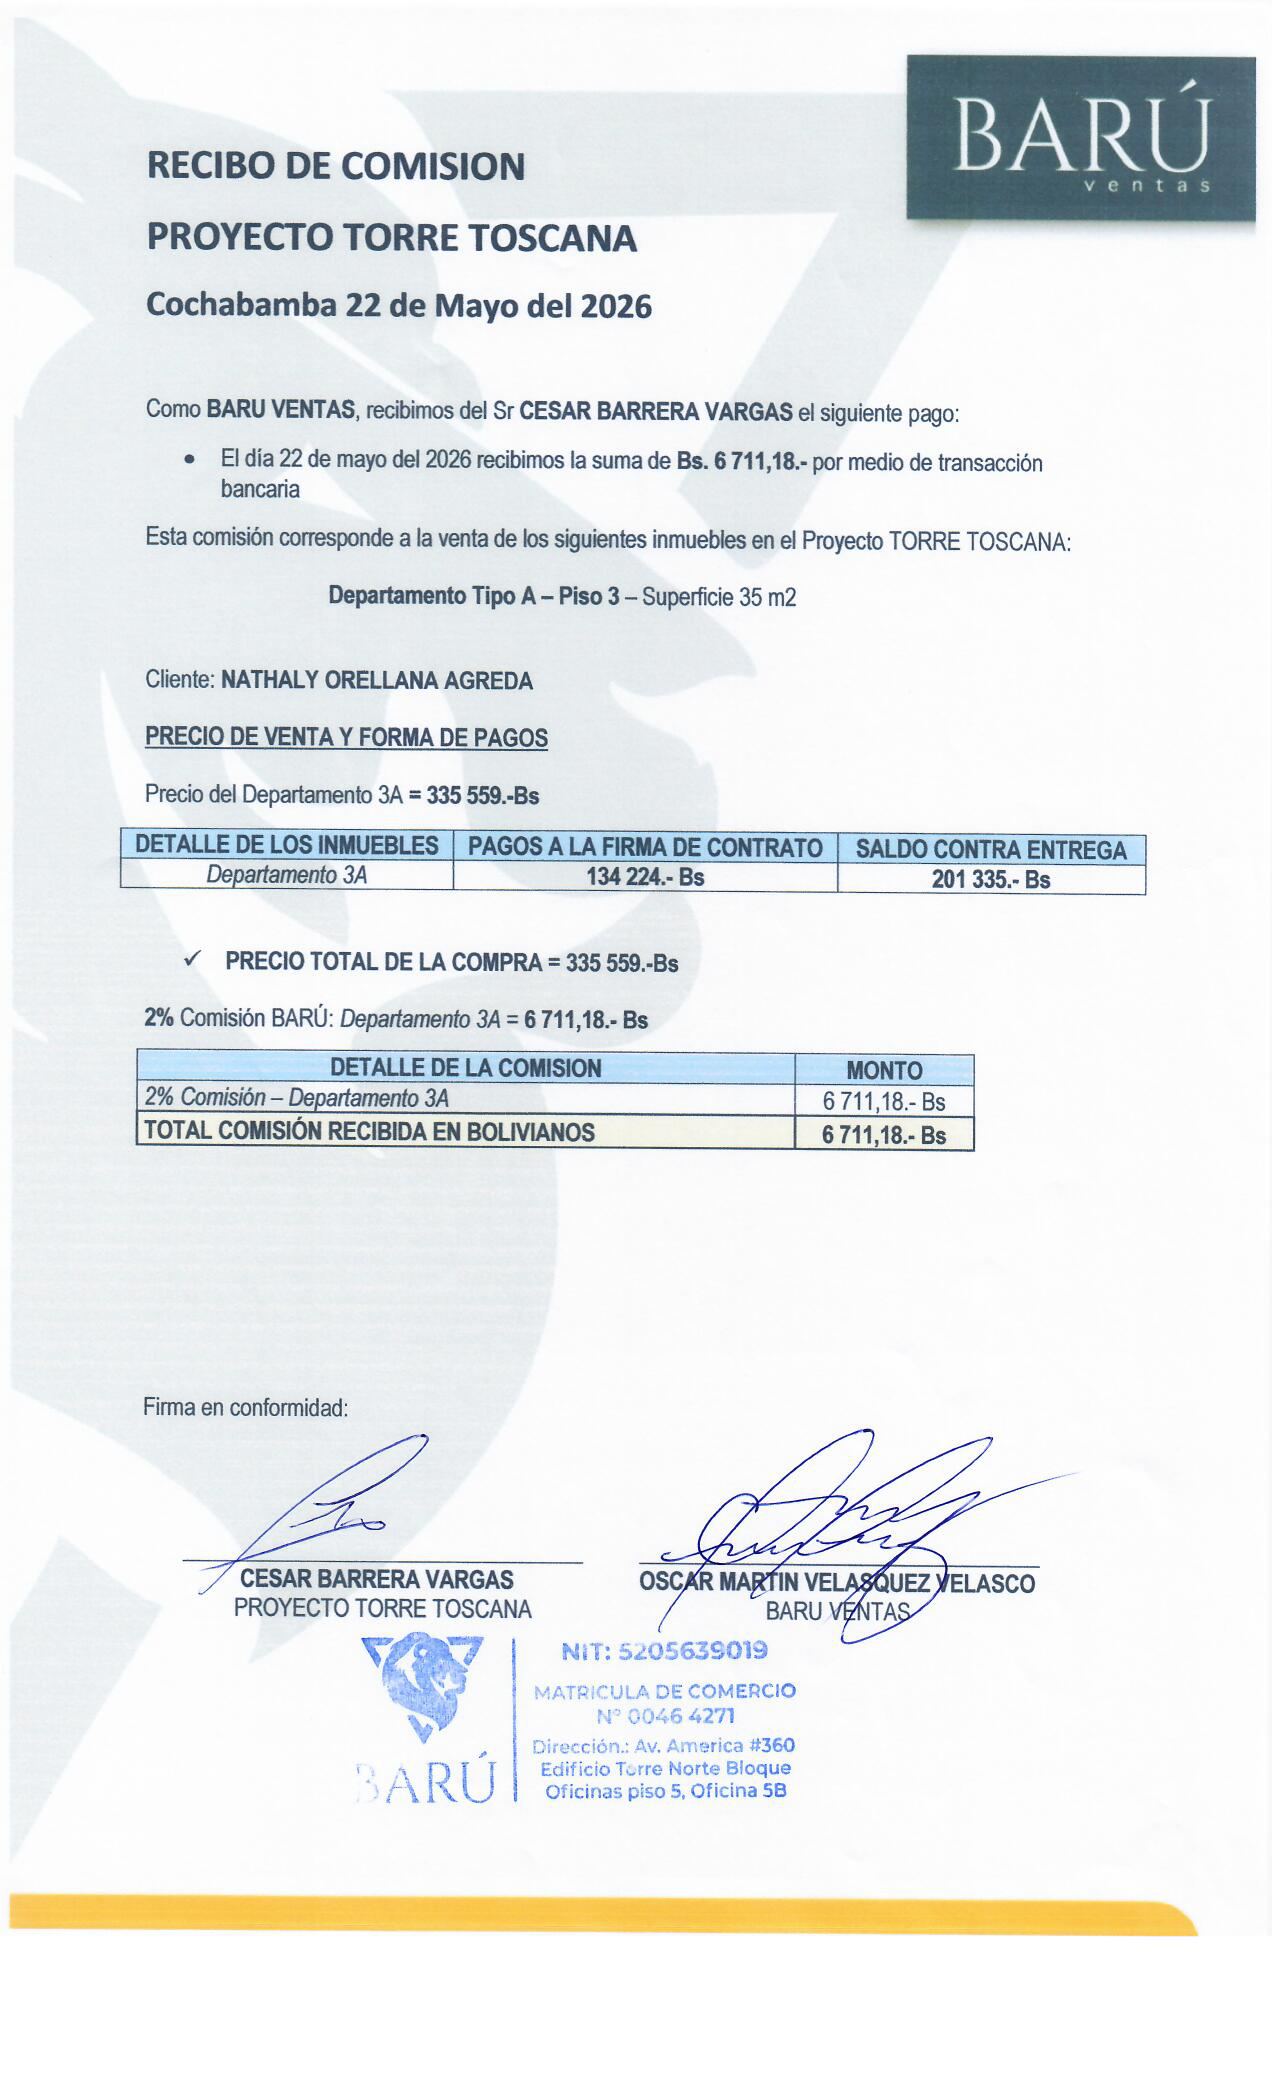 BARÚ
ventas
RECIBO DE COMISION
PROYECTO TORRE TOSCANA
Cochabamba 22 de Mayo del 2026
Como BARU VENTAS, recibimos del Sr CESAR BARRERA VARGAS el siguiente pago:
• El día 22 de mayo del 2026 recibimos la suma de Bs. 6 711,18.- por medio de transacción
bancaria
Esta comisión corresponde a la venta de los siguientes inmuebles en el Proyecto TORRE TOSCANA:
Departamento Tipo A – Piso 3 – Superficie 35 m2
Cliente: NATHALY ORELLANA AGREDA
PRECIO DE VENTA Y FORMA DE PAGOS
Precio del Departamento 3A = 335 559.-Bs
DETALLE DE LOS INMUEBLES PAGOS A LA FIRMA DE CONTRATO SALDO CONTRA ENTREGA
Departamento 3A 134 224.- Bs 201 335.- Bs
✓ PRECIO TOTAL DE LA COMPRA = 335 559.-Bs
2% Comisión BARÚ: Departamento 3A = 6 711,18.- Bs
DETALLE DE LA COMISION MONTO
2% Comisión – Departamento 3A 6 711,18.- Bs
TOTAL COMISIÓN RECIBIDA EN BOLIVIANOS 6 711,18.- Bs
Firma en conformidad:
CESAR BARRERA VARGAS OSCAR MARTIN VELASQUEZ VELASCO
PROYECTO TORRE TOSCANA BARU VENTAS
NIT: 5205639019
MATRICULA DE COMERCIO
N° 0046 4271
Dirección.: Av. America #360
Edificio Torre Norte Bloque
Oficinas piso 5, Oficina 5B
BARÚ